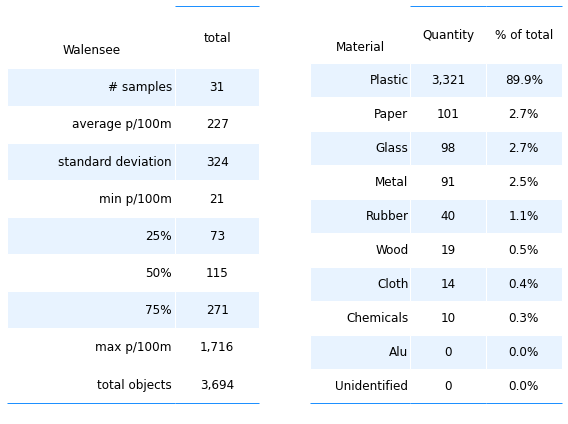 Walensee total
# samples 31
average p/100m 227
standard deviation 324
min p/100m 21
25% 73
50% 115
75% 271
max p/100m 1,716
total objects 3,694
Material Quantity % of total
Plastic 3,321 89.9%
Paper 101 2.7%
Glass 98 2.7%
Metal 91 2.5%
Rubber 40 1.1%
Wood 19 0.5%
Cloth 14 0.4%
Chemicals 10 0.3%
Alu 0 0.0%
Unidentified 0 0.0%